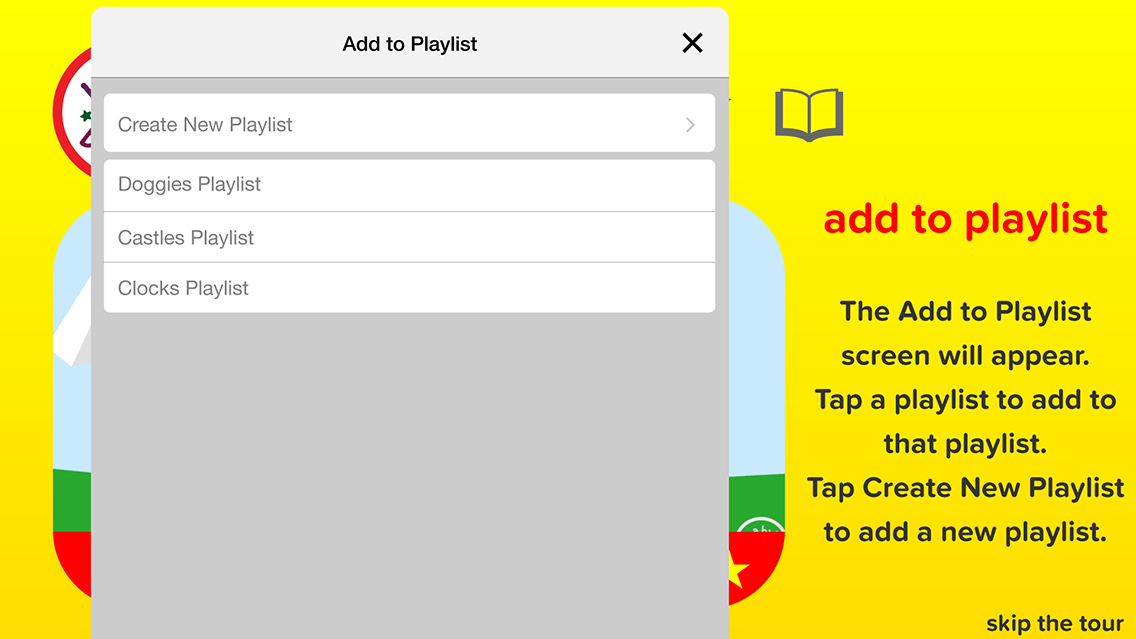 Add to Playlist
Create New Playlist
Doggies Playlist
Castles Playlist
Clocks Playlist
add to playlist
The Add to Playlist
screen will appear.
Tap a playlist to add to
that playlist.
Tap Create New Playlist
to add a new playlist.
skip the tour